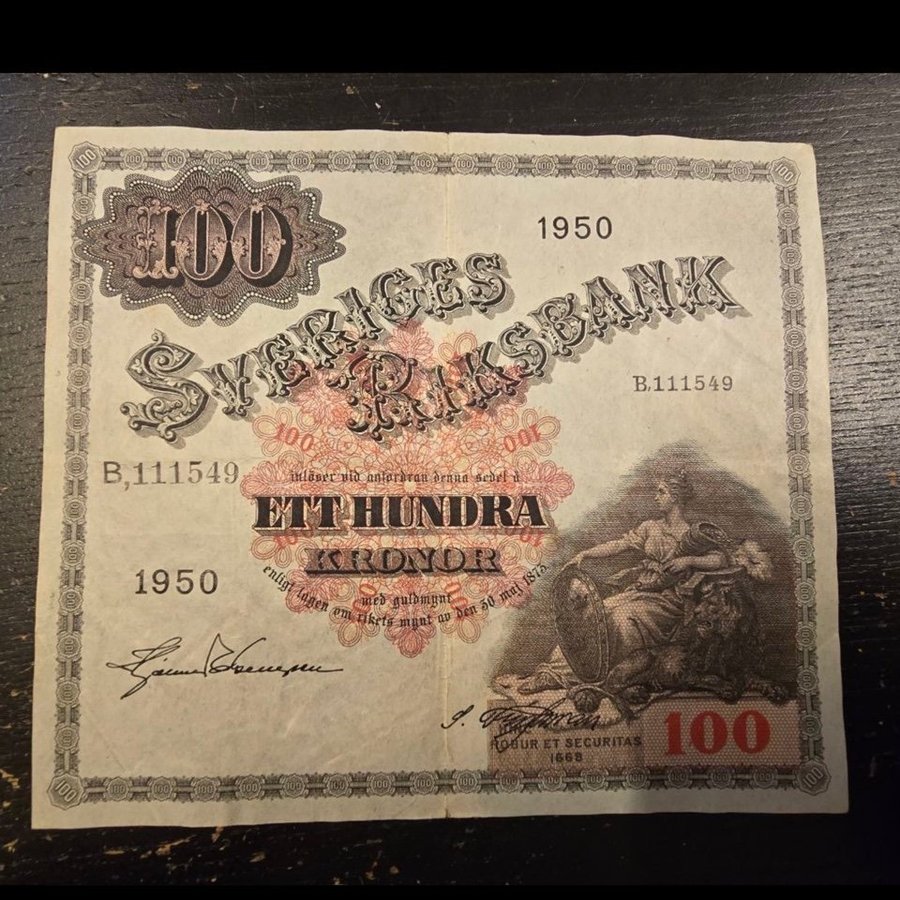 100
1950
SVERIGES
RIKSBANK
B,111549
100 100
B,111549
inlöser vid anfordran denna sedel å
ETT HUNDRA
KRONOR
1950
med guldmynt
enligt lagen om rikets mynt av den 30 maj 1873
ROBUR ET SECURITAS
1668
100